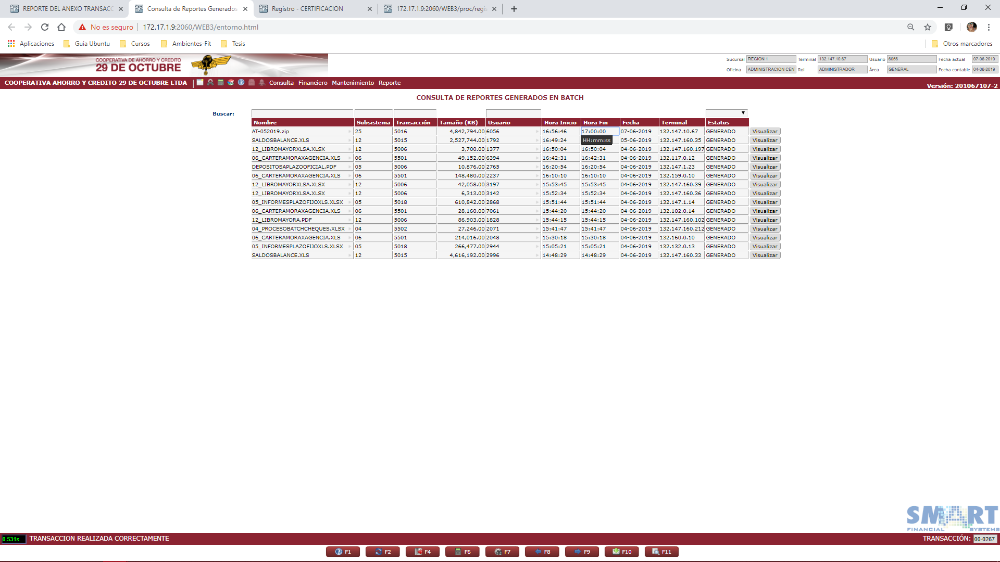 REPORTE DEL ANEXO TRANSACC
Consulta de Reportes Generados
Registro - CERTIFICACION
172.17.1.9:2060/WEB3/proc/regis
No es seguro 172.17.1.9:2060/WEB3/entorno.html
Aplicaciones Guia Ubuntu Cursos Ambientes-Fit Tesis Otros marcadores
COOPERATIVA DE AHORRO Y CREDITO
29 DE OCTUBRE
Sucursal REGION 1 Terminal 132.147.10.67 Usuario 6056 Fecha actual 07-06-2019
Oficina ADMINISTRACION CEN Rol ADMINISTRADOR Área GENERAL Fecha contable 04-06-2019
COOPERATIVA AHORRO Y CREDITO 29 DE OCTUBRE LTDA Consulta Financiero Mantenimiento Reporte Versión: 201067107-2
CONSULTA DE REPORTES GENERADOS EN BATCH
Buscar:
Nombre Subsistema Transacción Tamaño (KB) Usuario Hora Inicio Hora Fin Fecha Terminal Estatus
AT-052019.zip 25 5016 4,842,794.00 6056 16:56:46 17:00:00 07-06-2019 132.147.10.67 GENERADO Visualizar
SALDOSBALANCE.XLS 12 5015 2,527,744.00 1792 16:49:24 HH:mm:ss 05-06-2019 132.147.160.35 GENERADO Visualizar
12_LIBROMAYORXLSA.XLSX 12 5006 3,700.00 1377 16:50:04 16:50:04 04-06-2019 132.147.160.197 GENERADO Visualizar
06_CARTERAMORAXAGENCIA.XLS 06 5501 49,152.00 6394 16:42:31 16:42:31 04-06-2019 132.117.0.12 GENERADO Visualizar
DEPOSITOSAPLAZOOFICIAL.PDF 05 5006 10,876.00 2765 16:20:54 16:20:54 04-06-2019 132.147.1.23 GENERADO Visualizar
06_CARTERAMORAXAGENCIA.XLS 06 5501 148,480.00 2237 16:10:10 16:10:10 04-06-2019 132.159.0.10 GENERADO Visualizar
12_LIBROMAYORXLSA.XLSX 12 5006 42,058.00 3197 15:53:45 15:53:45 04-06-2019 132.147.160.39 GENERADO Visualizar
12_LIBROMAYORXLSA.XLSX 12 5006 6,313.00 3142 15:52:34 15:52:34 04-06-2019 132.147.160.36 GENERADO Visualizar
05_INFORMESPLAZOFIJOXLS.XLSX 05 5018 610,842.00 2868 15:51:44 15:51:44 04-06-2019 132.147.1.14 GENERADO Visualizar
06_CARTERAMORAXAGENCIA.XLS 06 5501 28,160.00 7061 15:44:20 15:44:20 04-06-2019 132.102.0.14 GENERADO Visualizar
12_LIBROMAYORA.PDF 12 5006 86,903.00 1828 15:44:15 15:44:15 04-06-2019 132.147.160.102 GENERADO Visualizar
04_PROCESOBATCHCHEQUES.XLSX 04 5502 27,246.00 2071 15:41:47 15:41:47 04-06-2019 132.147.160.212 GENERADO Visualizar
06_CARTERAMORAXAGENCIA.XLS 06 5501 214,016.00 2048 15:30:18 15:30:18 04-06-2019 132.160.0.10 GENERADO Visualizar
05_INFORMESPLAZOFIJOXLS.XLSX 05 5018 266,477.00 2944 15:05:21 15:05:21 04-06-2019 132.132.0.13 GENERADO Visualizar
SALDOSBALANCE.XLS 12 5015 4,616,192.00 2996 14:48:29 14:48:29 04-06-2019 132.147.160.33 GENERADO Visualizar
SMART
FINANCIAL SYSTEMS
0.531s TRANSACCION REALIZADA CORRECTAMENTE TRANSACCIÓN: 00-0267
F1 F2 F4 F6 F7 F8 F9 F10 F11